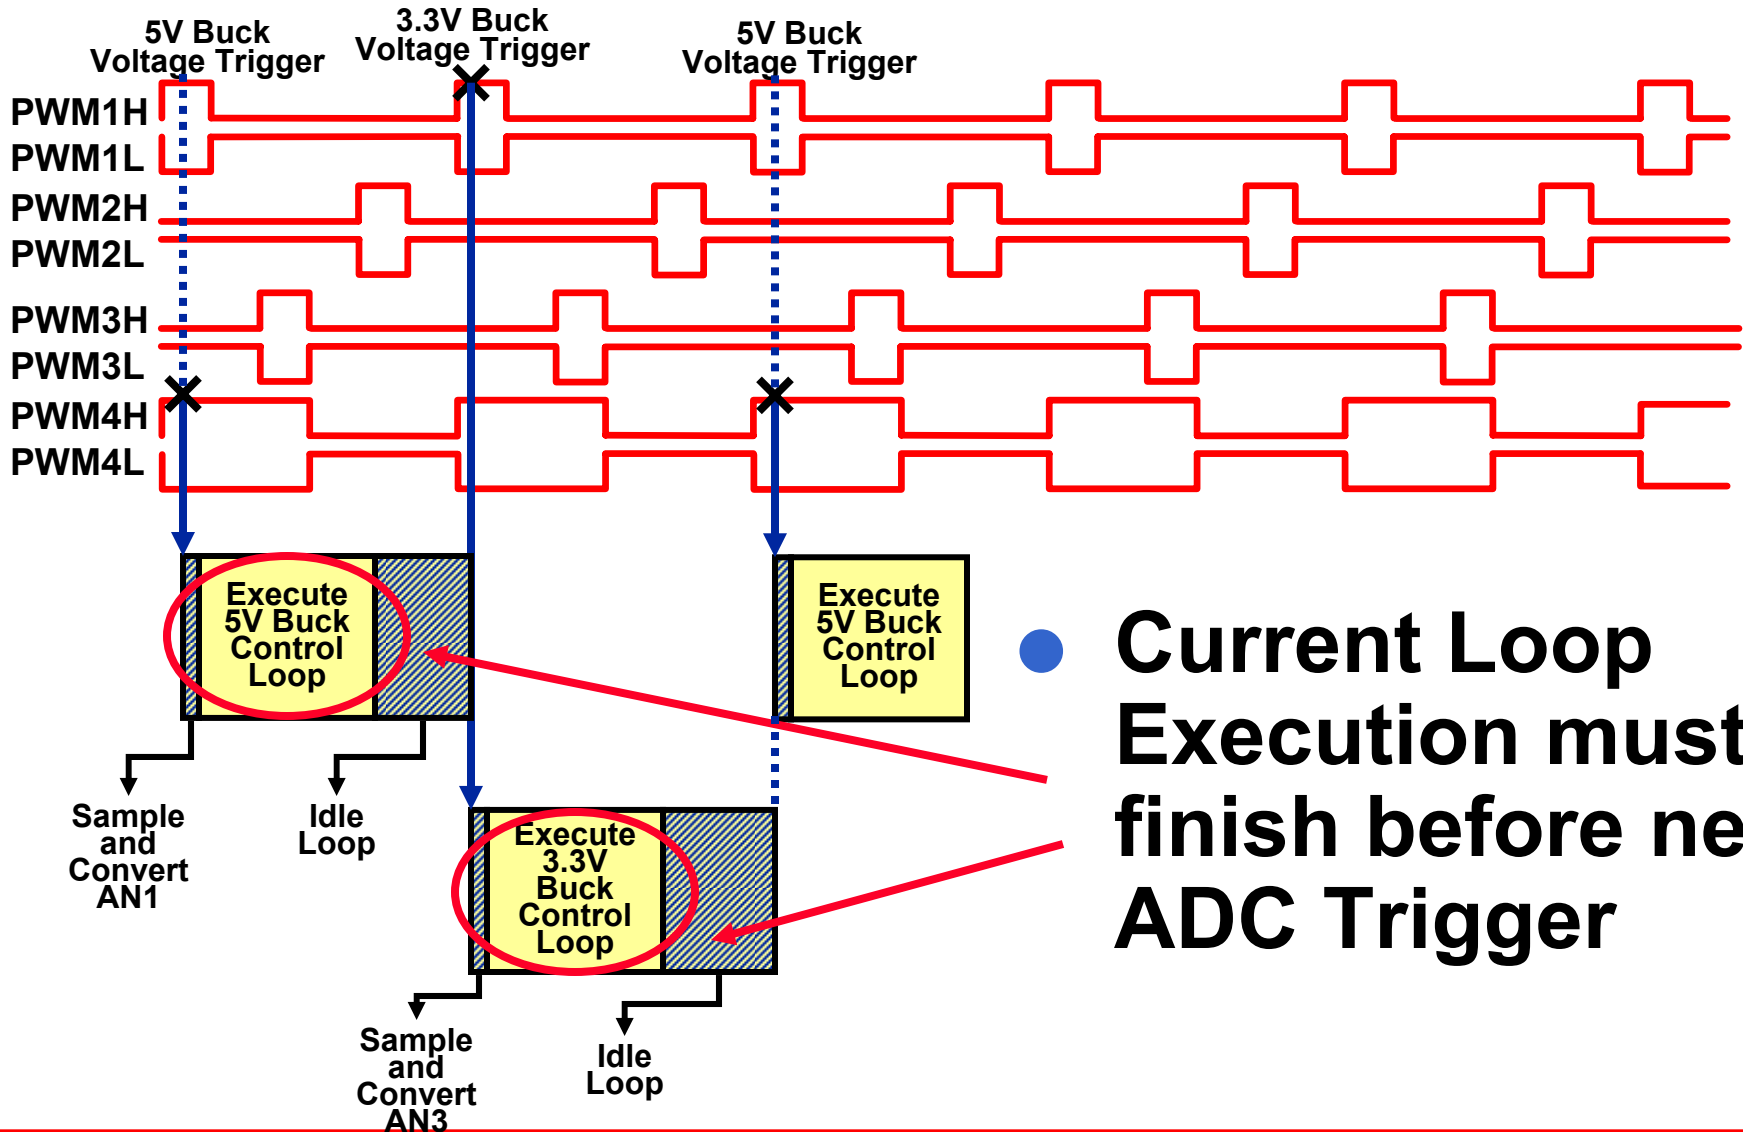 5V Buck
Voltage Trigger
3.3V Buck
Voltage Trigger
5V Buck
Voltage Trigger
PWM1H
PWM1L
PWM2H
PWM2L
PWM3H
PWM3L
PWM4H
PWM4L
Execute
5V Buck
Control
Loop
Execute
5V Buck
Control
Loop
Sample
and
Convert
AN1
Idle
Loop
Execute
3.3V
Buck
Control
Loop
Sample
and
Convert
AN3
Idle
Loop
● Current Loop
Execution must
finish before ne
ADC Trigger